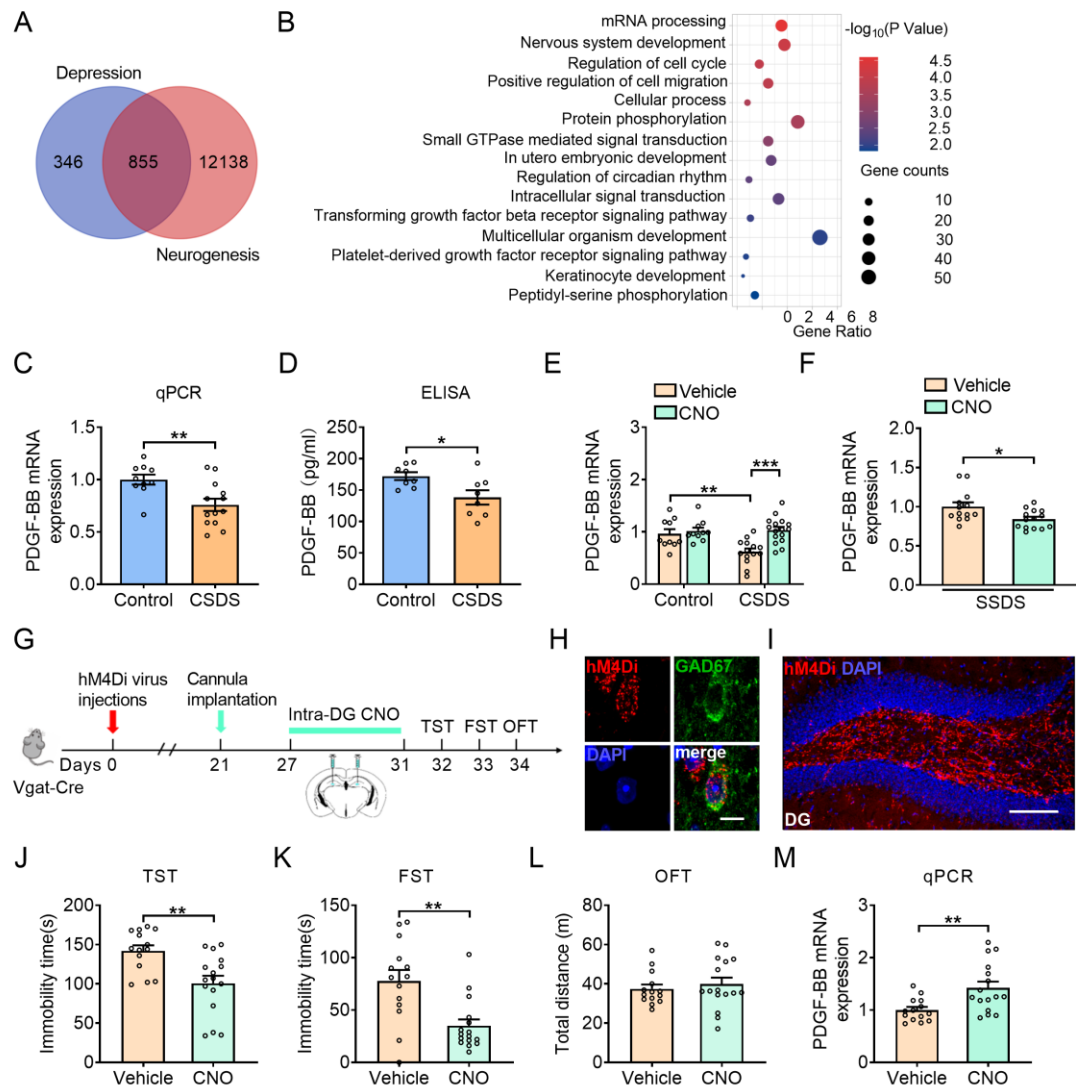 A
Depression
346
855
12138
Neurogenesis
B
mRNA processing
Nervous system development
Regulation of cell cycle
Positive regulation of cell migration
Cellular process
Protein phosphorylation
Small GTPase mediated signal transduction
In utero embryonic development
Regulation of circadian rhythm
Intracellular signal transduction
Transforming growth factor beta receptor signaling pathway
Multicellular organism development
Platelet-derived growth factor receptor signaling pathway
Keratinocyte development
Peptidyl-serine phosphorylation
0 2 4 6 8
Gene Ratio
-log10(P Value)
4.5
4.0
3.5
3.0
2.5
2.0
Gene counts
10
20
30
40
50
C
qPCR
PDGF-BB mRNA
expression
1.5
1.0
0.5
0.0
**
Control CSDS
D
ELISA
PDGF-BB (pg/ml)
250
200
150
100
50
0
*
Control CSDS
E
Vehicle
CNO
PDGF-BB mRNA
expression
3
2
1
0
**
***
Control CSDS
F
Vehicle
CNO
PDGF-BB mRNA
expression
2.0
1.5
1.0
0.5
0.0
*
SSDS
G
hM4Di virus
injections
Cannula
implantation
Intra-DG CNO
TST FST OFT
Days 0 21 27 31 32 33 34
Vgat-Cre
H
hM4Di
GAD67
DAPI
merge
I
hM4Di DAPI
DG
J
TST
Immobility time(s)
200
150
100
50
0
**
Vehicle CNO
K
FST
Immobility time(s)
150
100
50
0
**
Vehicle CNO
L
OFT
Total distance (m)
80
60
40
20
0
Vehicle CNO
M
qPCR
PDGF-BB mRNA
expression
3
2
1
0
**
Vehicle CNO